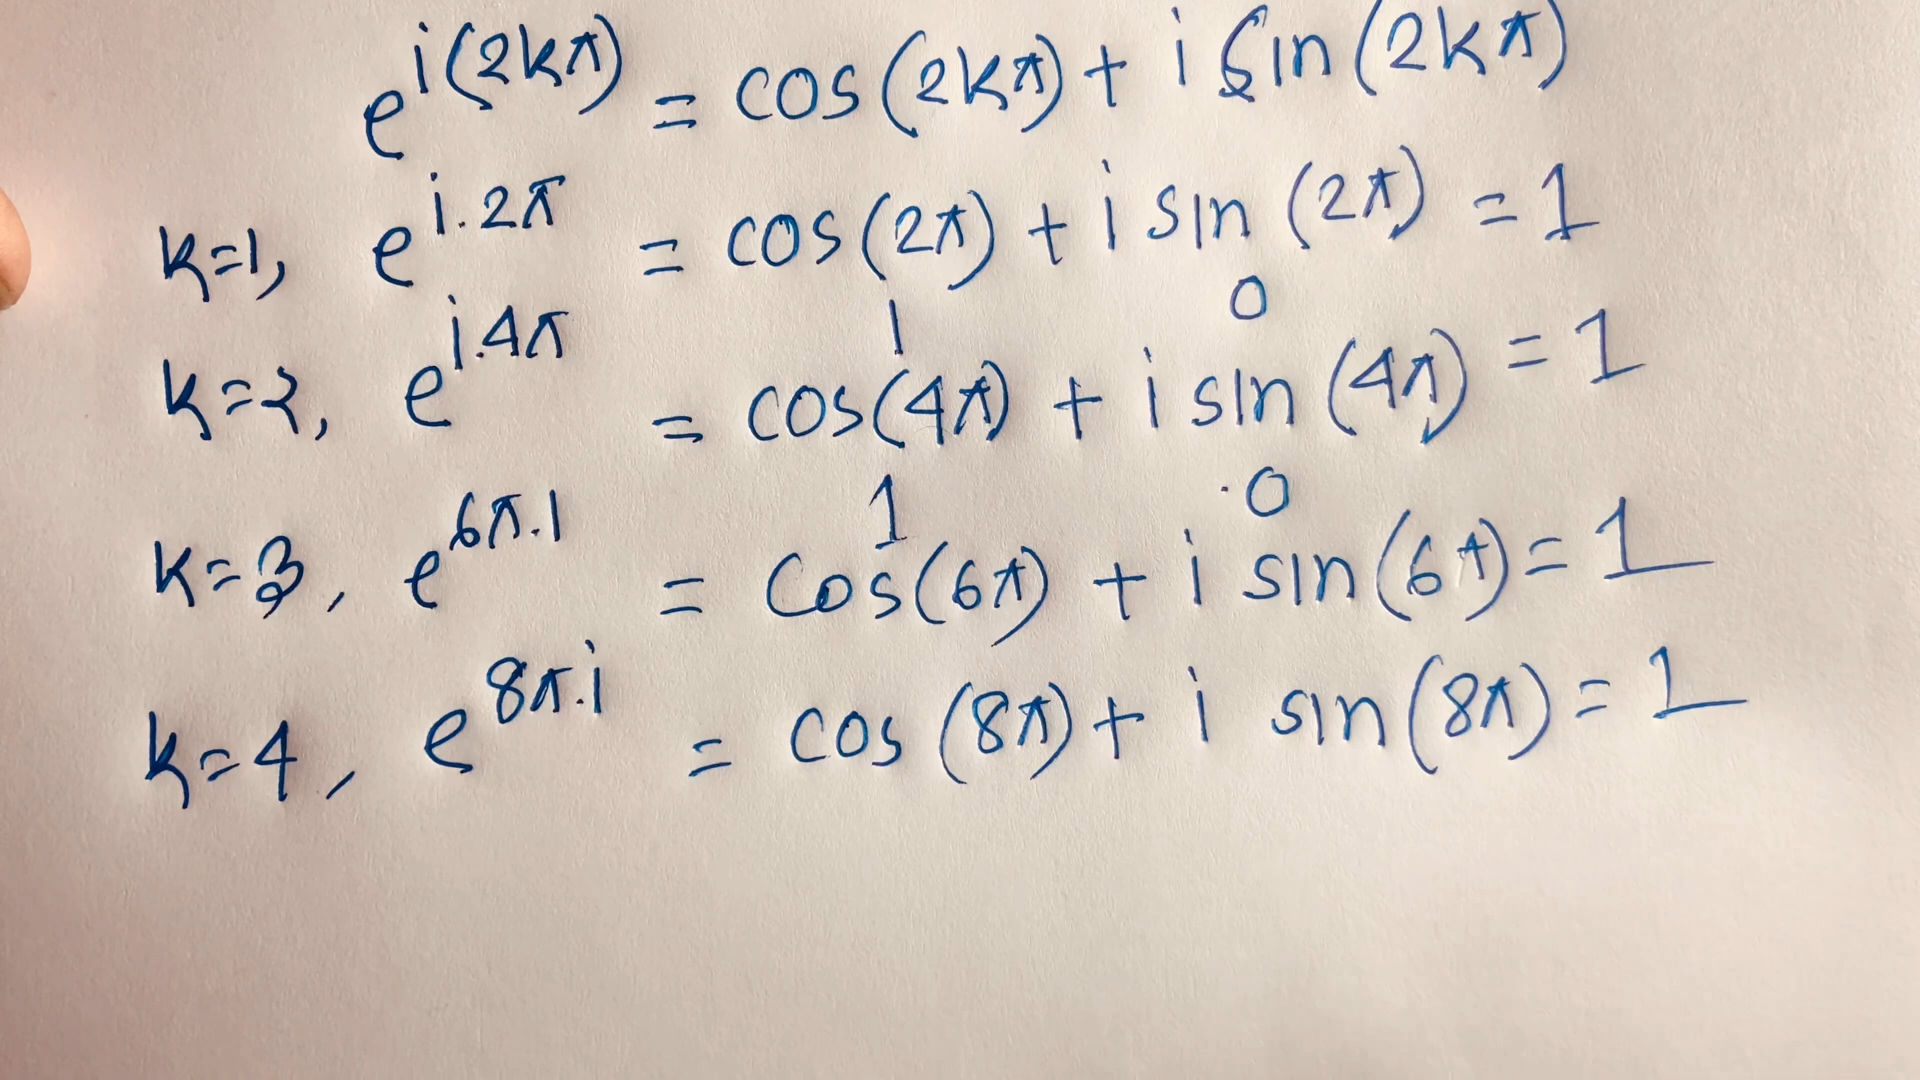 e^{i(2kπ)} = cos(2kπ) + i sin(2kπ)
k=1, e^{i.2π} = cos(2π) + i sin(2π) = 1
1 0
k=2, e^{i.4π} = cos(4π) + i sin(4π) = 1
1 .0
k=3, e^{6π.i} = Cos(6π) + i sin(6π) = 1
k=4, e^{8π.i} = cos(8π) + i sin(8π) = 1